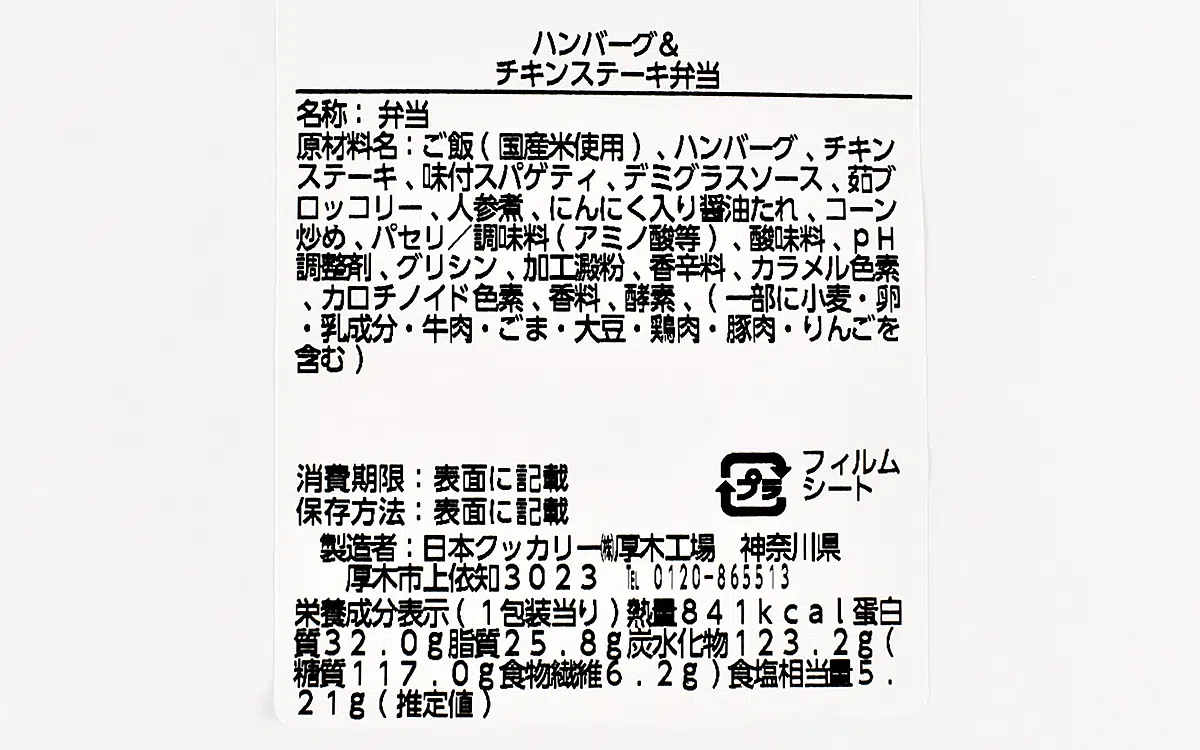 ハンバーグ&
チキンステーキ弁当
名称：弁当
原材料名：ご飯(国産米使用)、ハンバーグ、チキン
ステーキ、味付スパゲティ、デミグラスソース、茹ブ
ロッコリー、人参煮、にんにく入り醤油たれ、コーン
炒め、パセリ／調味料(アミノ酸等)、酸味料、pH
調整剤、グリシン、加工澱粉、香辛料、カラメル色素
、カロチノイド色素、香料、酵素、(一部に小麦・卵
・乳成分・牛肉・ごま・大豆・鶏肉・豚肉・りんごを
含む)
消費期限：表面に記載
保存方法：表面に記載
プラ
フィルム
シート
製造者：日本クッカリー㈱厚木工場 神奈川県
厚木市上依知3023 ℡ 0120-865513
栄養成分表示(1包装当り)熱量841kcal蛋白
質32.0g脂質25.8g炭水化物123.2g(
糖質117.0g食物繊維6.2g)食塩相当量5.
21g(推定値)